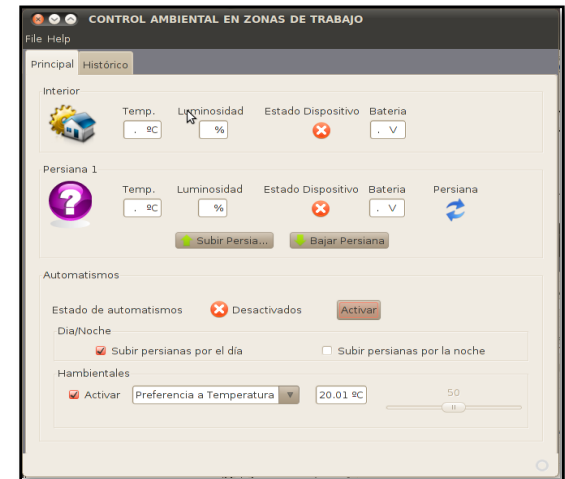 CONTROL AMBIENTAL EN ZONAS DE TRABAJO
File Help
Principal Histórico
Interior
Temp. Luminosidad Estado Dispositivo Bateria
. ºC % . V
Persiana 1
Temp. Luminosidad Estado Dispositivo Bateria Persiana
. ºC % . V
Subir Persia... Bajar Persiana
Automatismos
Estado de automatismos Desactivados Activar
Dia/Noche
Subir persianas por el día Subir persianas por la noche
Hambientales
Activar Preferencia a Temperatura 20.01 ºC 50